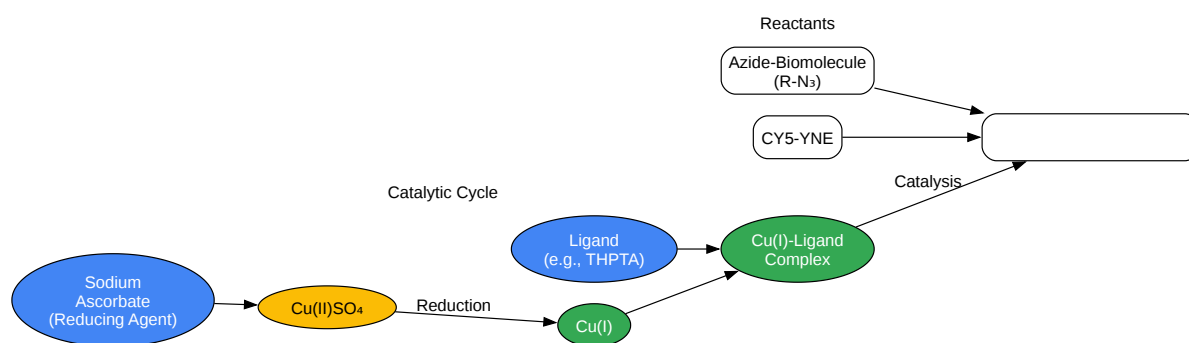 Reactants
Azide-Biomolecule
(R-N₃)
CY5-YNE
Catalysis
Catalytic Cycle
Ligand
(e.g., THPTA)
Cu(I)-Ligand
Complex
Sodium
Ascorbate
(Reducing Agent)
Cu(II)SO₄
Reduction
Cu(I)